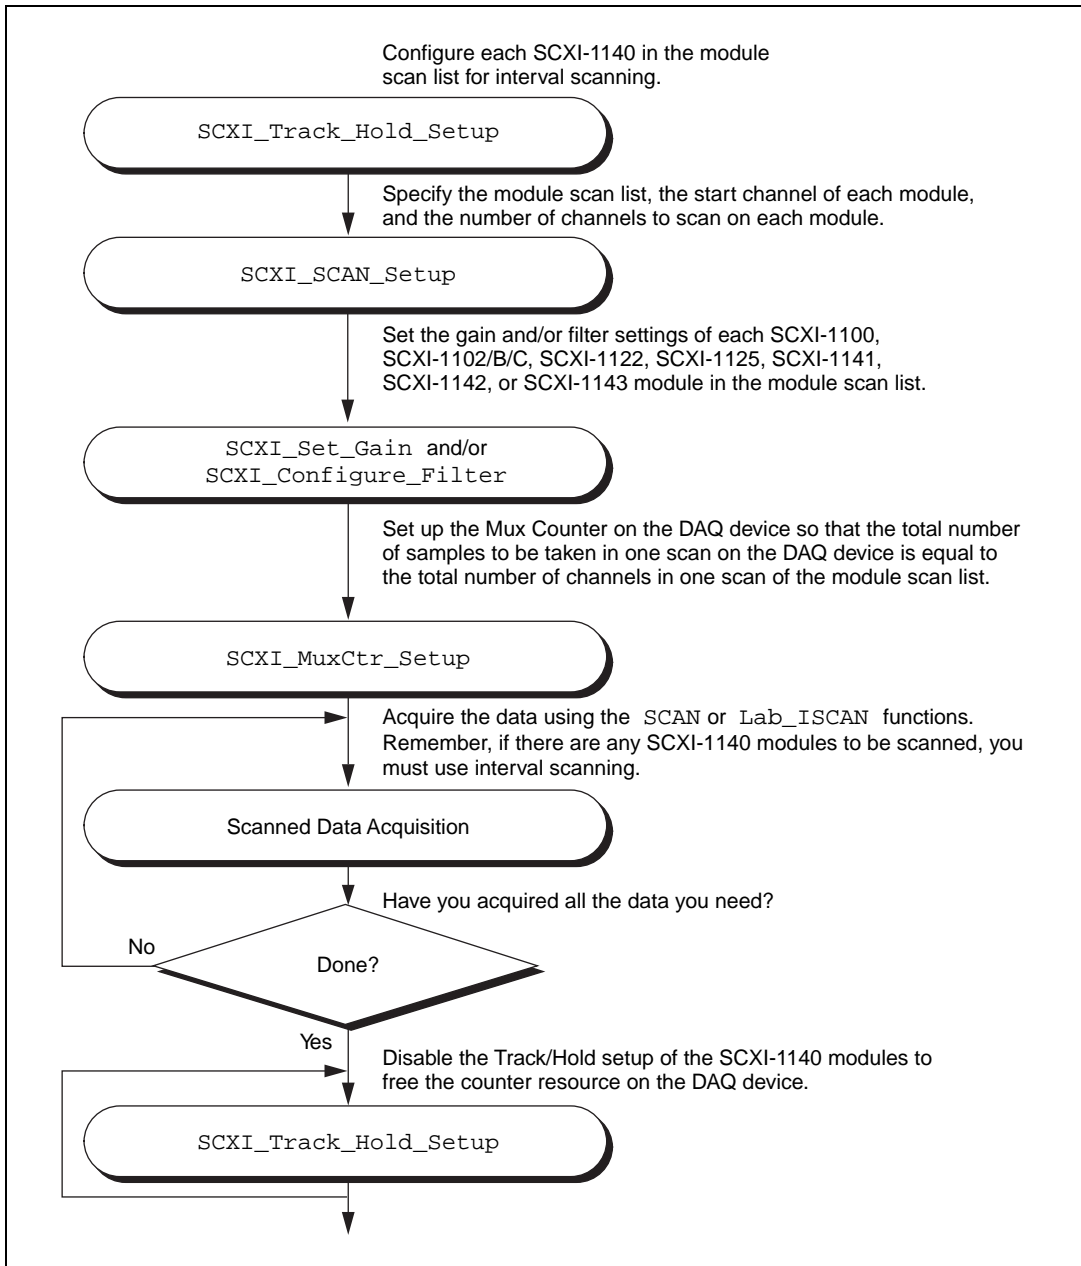 Configure each SCXI-1140 in the module
scan list for interval scanning.
SCXI_Track_Hold_Setup
Specify the module scan list, the start channel of each module,
and the number of channels to scan on each module.
SCXI_SCAN_Setup
Set the gain and/or filter settings of each SCXI-1100,
SCXI-1102/B/C, SCXI-1122, SCXI-1125, SCXI-1141,
SCXI-1142, or SCXI-1143 module in the module scan list.
SCXI_Set_Gain and/or
SCXI_Configure_Filter
Set up the Mux Counter on the DAQ device so that the total number
of samples to be taken in one scan on the DAQ device is equal to
the total number of channels in one scan of the module scan list.
SCXI_MuxCtr_Setup
Acquire the data using the SCAN or Lab_ISCAN functions.
Remember, if there are any SCXI-1140 modules to be scanned, you
must use interval scanning.
Scanned Data Acquisition
Have you acquired all the data you need?
No
Done?
Yes
Disable the Track/Hold setup of the SCXI-1140 modules to
free the counter resource on the DAQ device.
SCXI_Track_Hold_Setup